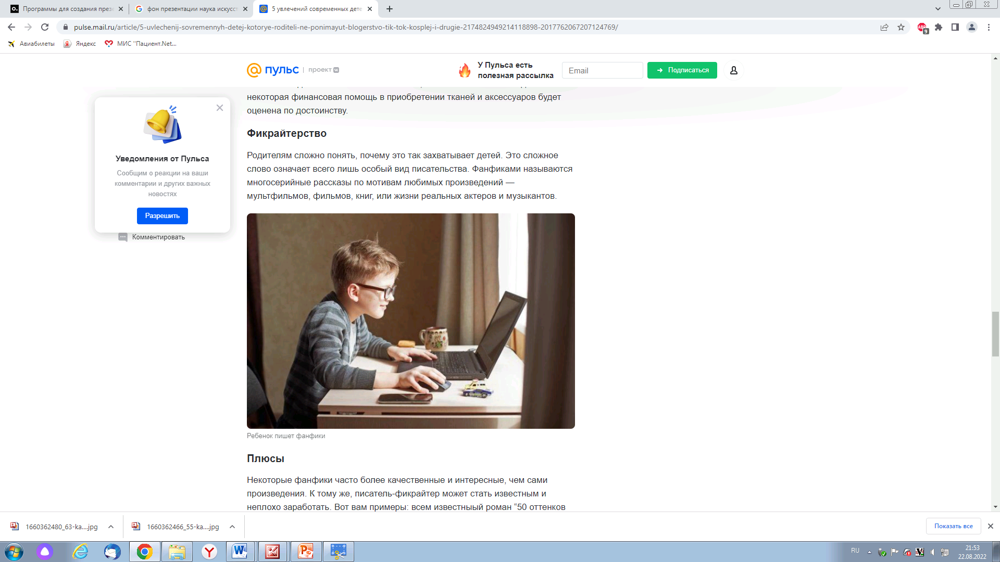 Программы для создания презе
фон презентации наука искусст
5 увлечений современных дете
pulse.mail.ru/article/5-uvlechenij-sovremennyh-detej-kotorye-roditeli-ne-ponimayut-blogerstvo-tik-tok-kosplej-i-drugie-2174824949214118898-2017762067207124769/
ABP
9
Авиабилеты
Яндекс
МИС "Пациент.Net...
пульс
проект
У Пульса есть
полезная рассылка
Email
Подписаться
некоторая финансовая помощь в приобретении тканей и аксессуаров будет
оценена по достоинству.
Уведомления от Пульса
Сообщим о реакции на ваши
комментарии и других важных
новостях
Разрешить
Комментировать
Фикрайтерство
Родителям сложно понять, почему это так захватывает детей. Это сложное
слово означает всего лишь особый вид писательства. Фанфиками называются
многосерийные рассказы по мотивам любимых произведений —
мультфильмов, фильмов, книг, или жизни реальных актеров и музыкантов.
Ребенок пишет фанфики
Плюсы
Некоторые фанфики часто более качественные и интересные, чем сами
произведения. К тому же, писатель-фикрайтер может стать известным и
неплохо заработать. Вот вам примеры: всем известныый роман “50 оттенков
1660362480_63-ka....jpg
1660362466_55-ka....jpg
Показать все
RU
21:53
22.08.2022